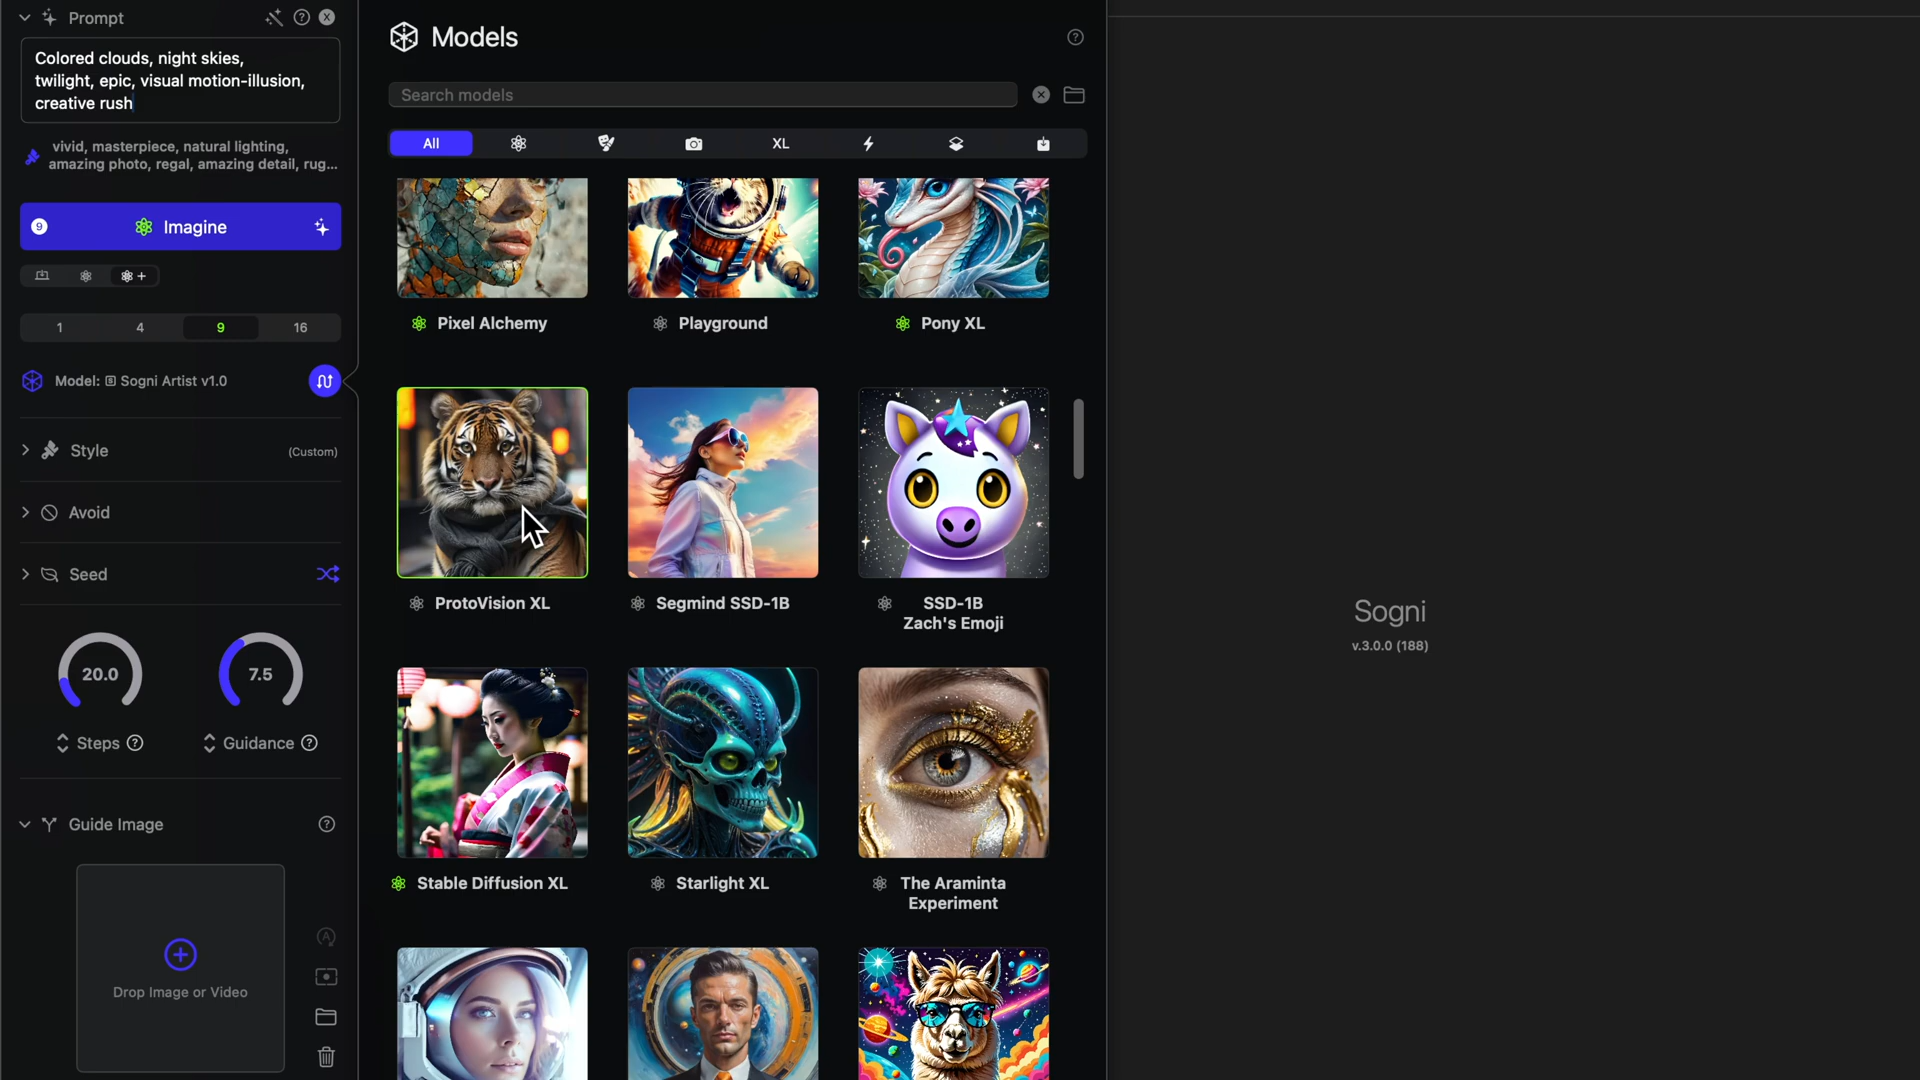 Prompt
Colored clouds, night skies,
twilight, epic, visual motion-illusion,
creative rush
vivid, masterpiece, natural lighting,
amazing photo, regal, amazing detail, rug...
9
Imagine
+
1 4 9 16
Model: S Sogni Artist v1.0
Style (Custom)
Avoid
Seed
20.0 7.5
Steps ? Guidance ?
Guide Image ?
Drop Image or Video
Models
Search models
All XL
Pixel Alchemy Playground Pony XL
ProtoVision XL Segmind SSD-1B SSD-1B
Zach's Emoji
Stable Diffusion XL Starlight XL The Araminta
Experiment
Sogni
v.3.0.0 (188)